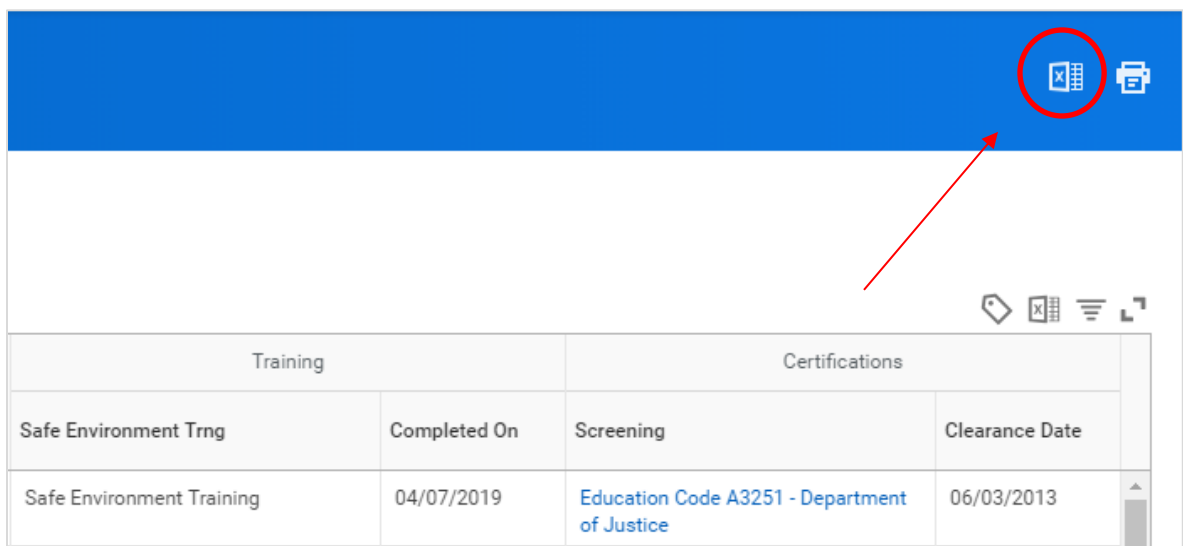 Training Certifications
Safe Environment Trng Completed On Screening Clearance Date
Safe Environment Training 04/07/2019 Education Code A3251 - Department 06/03/2013
of Justice